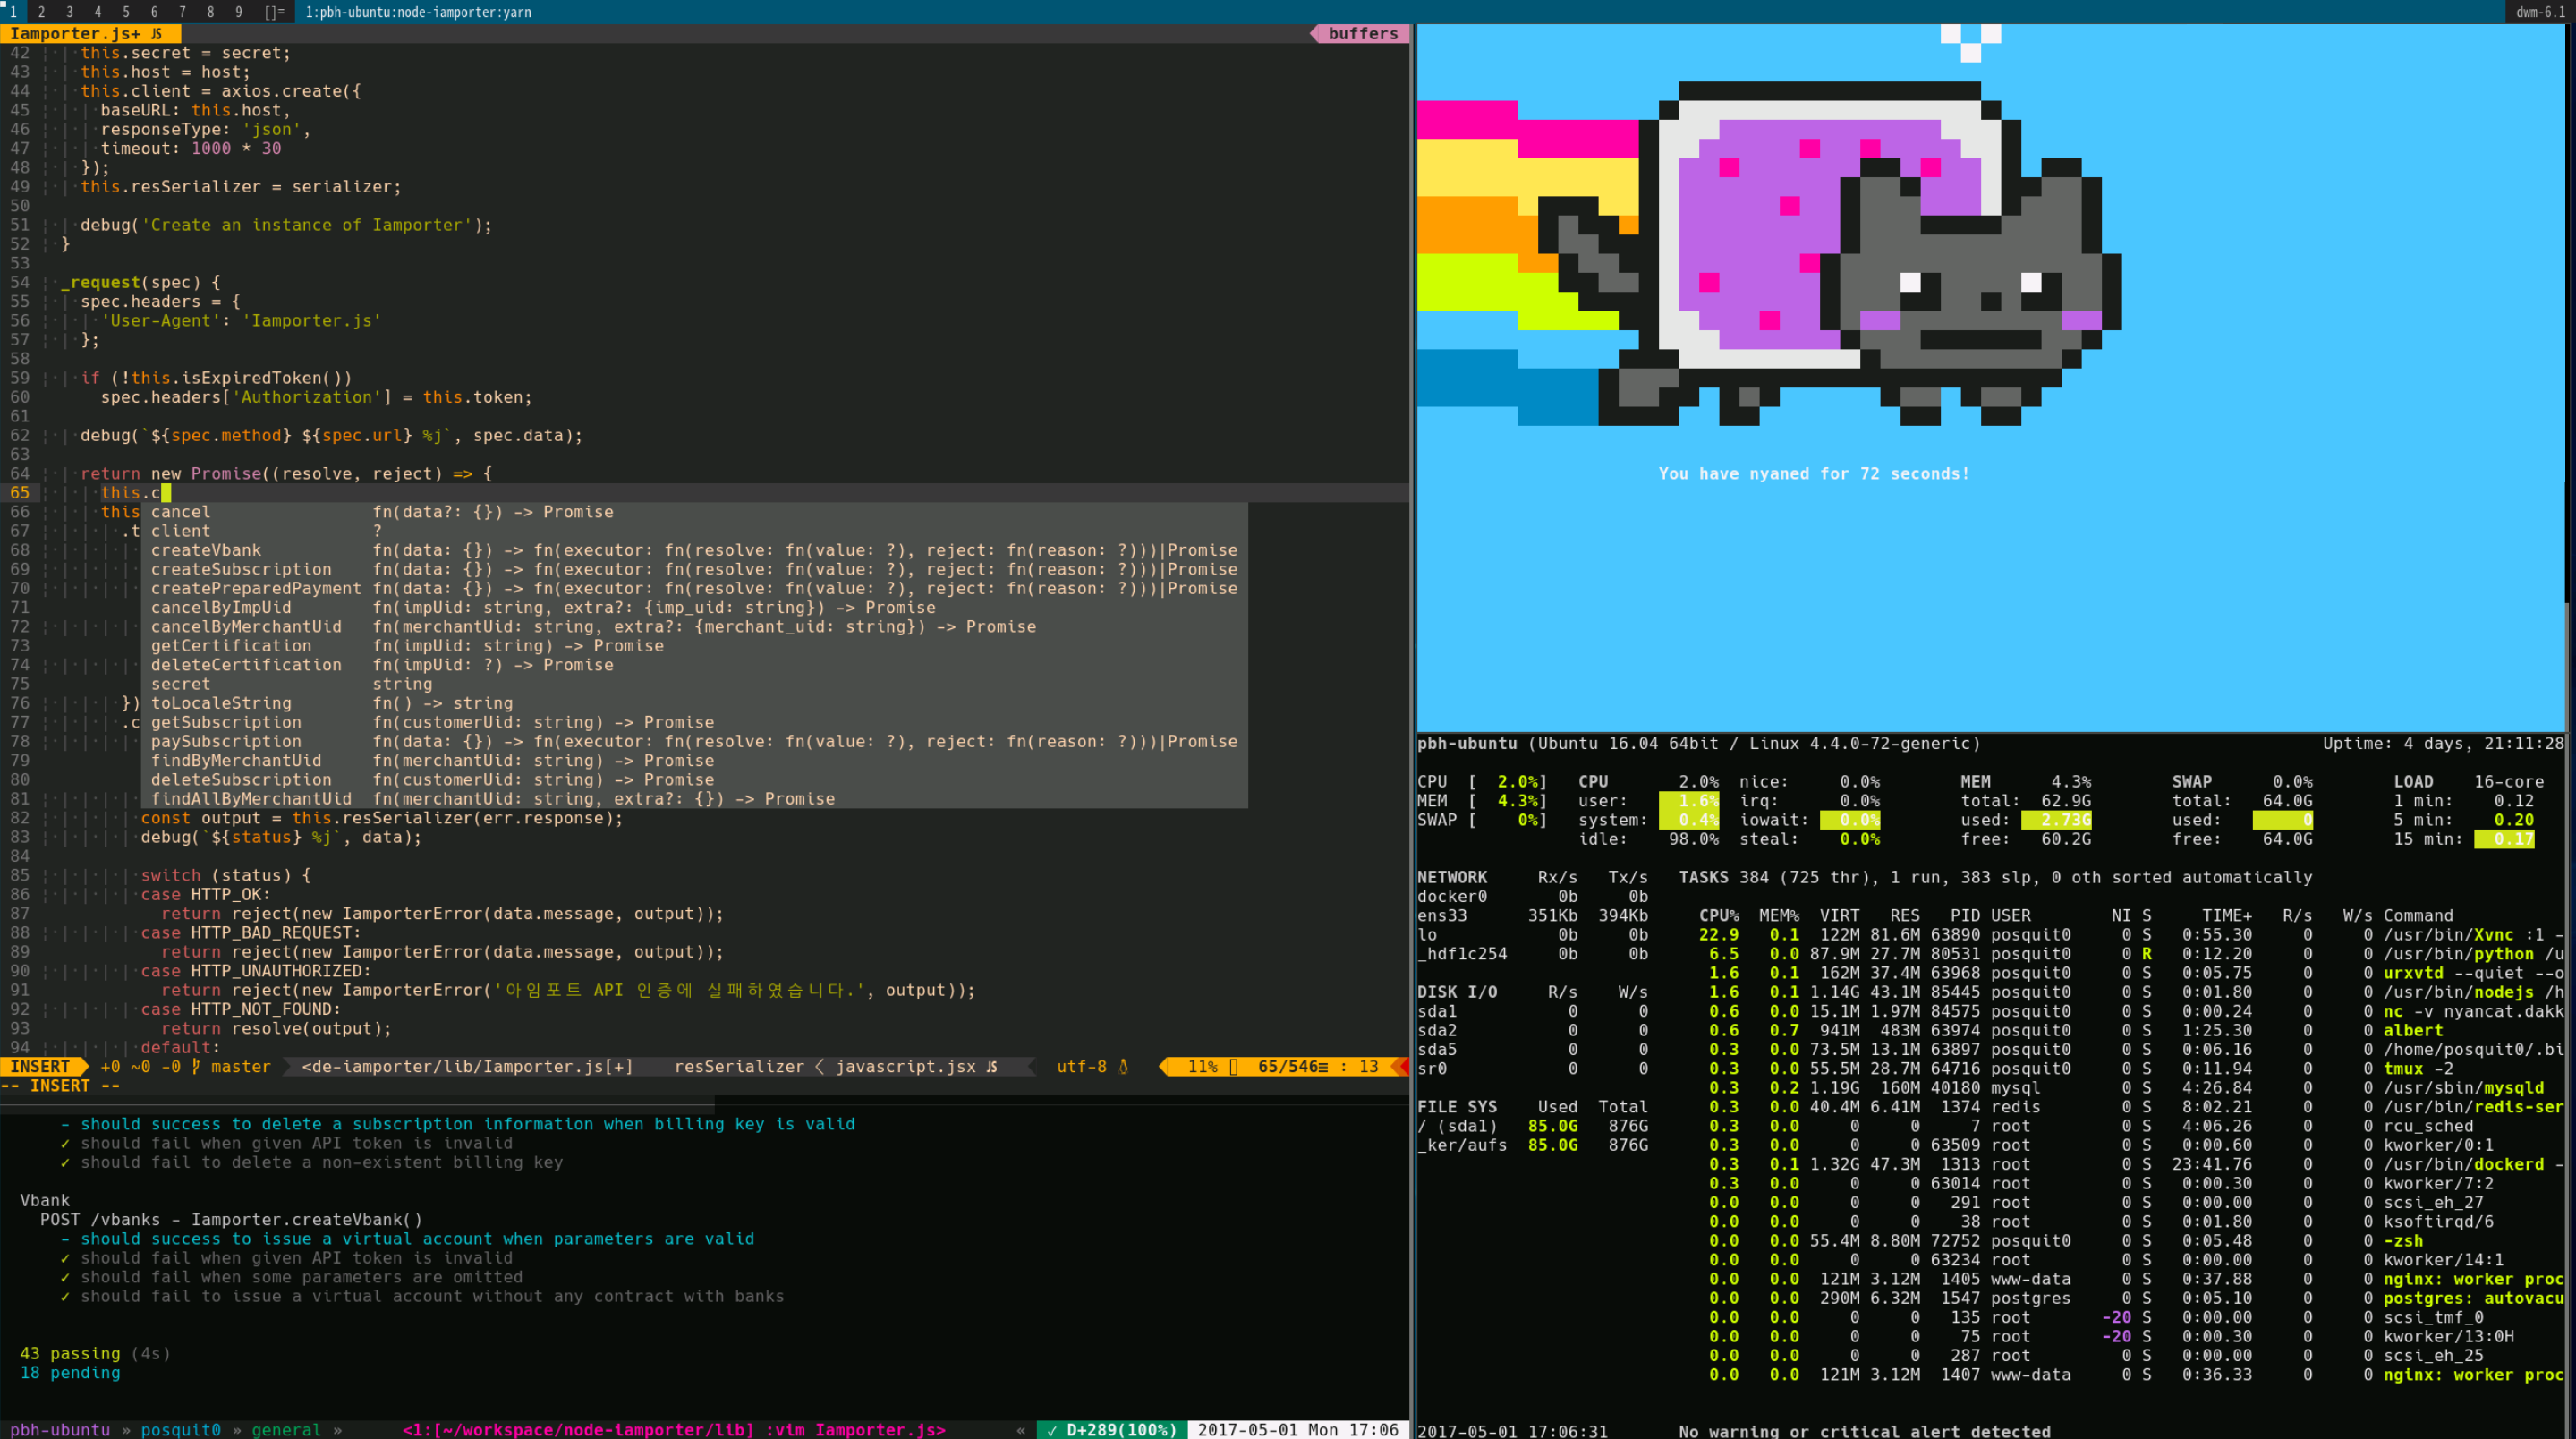 1 2 3 4 5 6 7 8 9 []= 1:pbh-ubuntu:node-iamporter:yarn dwm-6.1
Iamporter.js+ JS buffers
42 this.secret = secret;
43 this.host = host;
44 this.client = axios.create({
45 baseURL: this.host,
46 responseType: 'json',
47 timeout: 1000 * 30
48 });
49 this.resSerializer = serializer;
50
51 debug('Create an instance of Iamporter');
52 }
53
54 _request(spec) {
55 spec.headers = {
56 'User-Agent': 'Iamporter.js'
57 };
58
59 if (!this.isExpiredToken())
60 spec.headers['Authorization'] = this.token;
61
62 debug(`${spec.method} ${spec.url} %j`, spec.data);
63
64 return new Promise((resolve, reject) => {
65 this.c
66 this cancel fn(data?: {}) -> Promise
67 .t client ?
68 createVbank fn(data: {}) -> fn(executor: fn(resolve: fn(value: ?), reject: fn(reason: ?)))|Promise
69 createSubscription fn(data: {}) -> fn(executor: fn(resolve: fn(value: ?), reject: fn(reason: ?)))|Promise
70 createPreparedPayment fn(data: {}) -> fn(executor: fn(resolve: fn(value: ?), reject: fn(reason: ?)))|Promise
71 cancelByImpUid fn(impUid: string, extra?: {imp_uid: string}) -> Promise
72 cancelByMerchantUid fn(merchantUid: string, extra?: {merchant_uid: string}) -> Promise
73 getCertification fn(impUid: string) -> Promise
74 deleteCertification fn(impUid: ?) -> Promise
75 secret string
76 }) toLocaleString fn() -> string
77 .c getSubscription fn(customerUid: string) -> Promise
78 paySubscription fn(data: {}) -> fn(executor: fn(resolve: fn(value: ?), reject: fn(reason: ?)))|Promise
79 findByMerchantUid fn(merchantUid: string) -> Promise
80 deleteSubscription fn(customerUid: string) -> Promise
81 findAllByMerchantUid fn(merchantUid: string, extra?: {}) -> Promise
82 const output = this.resSerializer(err.response);
83 debug(`${status} %j`, data);
84
85 switch (status) {
86 case HTTP_OK:
87 return reject(new IamporterError(data.message, output));
88 case HTTP_BAD_REQUEST:
89 return reject(new IamporterError(data.message, output));
90 case HTTP_UNAUTHORIZED:
91 return reject(new IamporterError('아임포트 API 인증에 실패하였습니다.', output));
92 case HTTP_NOT_FOUND:
93 return resolve(output);
94 default:
INSERT +0 ~0 -0 master <de-iamporter/lib/Iamporter.js[+] resSerializer < javascript.jsx JS utf-8 11% 65/546≡ : 13
-- INSERT --
- should success to delete a subscription information when billing key is valid
✓ should fail when given API token is invalid
✓ should fail to delete a non-existent billing key
Vbank
POST /vbanks - Iamporter.createVbank()
- should success to issue a virtual account when parameters are valid
✓ should fail when given API token is invalid
✓ should fail when some parameters are omitted
✓ should fail to issue a virtual account without any contract with banks
43 passing (4s)
18 pending
pbh-ubuntu » posquit0 » general » <1:[~/workspace/node-iamporter/lib] :vim Iamporter.js> « ✓ D+289(100%) 2017-05-01 Mon 17:06
You have nyaned for 72 seconds!
pbh-ubuntu (Ubuntu 16.04 64bit / Linux 4.4.0-72-generic) Uptime: 4 days, 21:11:28
CPU [ 2.0%] CPU 2.0% nice: 0.0% MEM 4.3% SWAP 0.0% LOAD 16-core
MEM [ 4.3%] user: 1.6% irq: 0.0% total: 62.9G total: 64.0G 1 min: 0.12
SWAP [ 0%] system: 0.4% iowait: 0.0% used: 2.73G used: 0 5 min: 0.20
idle: 98.0% steal: 0.0% free: 60.2G free: 64.0G 15 min: 0.17
NETWORK Rx/s Tx/s TASKS 384 (725 thr), 1 run, 383 slp, 0 oth sorted automatically
docker0 0b 0b
ens33 351Kb 394Kb CPU% MEM% VIRT RES PID USER NI S TIME+ R/s W/s Command
lo 0b 0b 22.9 0.1 122M 81.6M 63890 posquit0 0 S 0:55.30 0 0 /usr/bin/Xvnc :1 -
_hdf1c254 0b 0b 6.5 0.0 87.9M 27.7M 80531 posquit0 0 R 0:12.20 0 0 /usr/bin/python /u
1.6 0.1 162M 37.4M 63968 posquit0 0 S 0:05.75 0 0 urxvtd --quiet --o
DISK I/O R/s W/s 1.6 0.1 1.14G 43.1M 85445 posquit0 0 S 0:01.80 0 0 /usr/bin/nodejs /h
sda1 0 0 0.6 0.0 15.1M 1.97M 84575 posquit0 0 S 0:00.24 0 0 nc -v nyancat.dakk
sda2 0 0 0.6 0.7 941M 483M 63974 posquit0 0 S 1:25.30 0 0 albert
sda5 0 0 0.3 0.0 73.5M 13.1M 63897 posquit0 0 S 0:06.16 0 0 /home/posquit0/.bi
sr0 0 0 0.3 0.0 55.5M 28.7M 64716 posquit0 0 S 0:11.94 0 0 tmux -2
0.3 0.2 1.19G 160M 40180 mysql 0 S 4:26.84 0 0 /usr/sbin/mysqld
FILE SYS Used Total 0.3 0.0 40.4M 6.41M 1374 redis 0 S 8:02.21 0 0 /usr/bin/redis-ser
/ (sda1) 85.0G 876G 0.3 0.0 0 0 7 root 0 S 4:06.26 0 0 rcu_sched
_ker/aufs 85.0G 876G 0.3 0.0 0 0 63509 root 0 S 0:00.60 0 0 kworker/0:1
0.3 0.1 1.32G 47.3M 1313 root 0 S 23:41.76 0 0 /usr/bin/dockerd -
0.3 0.0 0 0 63014 root 0 S 0:00.30 0 0 kworker/7:2
0.0 0.0 0 0 291 root 0 S 0:00.00 0 0 scsi_eh_27
0.0 0.0 0 0 38 root 0 S 0:01.80 0 0 ksoftirqd/6
0.0 0.0 55.4M 8.80M 72752 posquit0 0 S 0:05.48 0 0 -zsh
0.0 0.0 0 0 63234 root 0 S 0:00.00 0 0 kworker/14:1
0.0 0.0 121M 3.12M 1405 www-data 0 S 0:37.88 0 0 nginx: worker proc
0.0 0.0 290M 6.32M 1547 postgres 0 S 0:05.10 0 0 postgres: autovacu
0.0 0.0 0 0 135 root -20 S 0:00.00 0 0 scsi_tmf_0
0.0 0.0 0 0 75 root -20 S 0:00.30 0 0 kworker/13:0H
0.0 0.0 0 0 287 root 0 S 0:00.00 0 0 scsi_eh_25
0.0 0.0 121M 3.12M 1407 www-data 0 S 0:36.33 0 0 nginx: worker proc
2017-05-01 17:06:31 No warning or critical alert detected